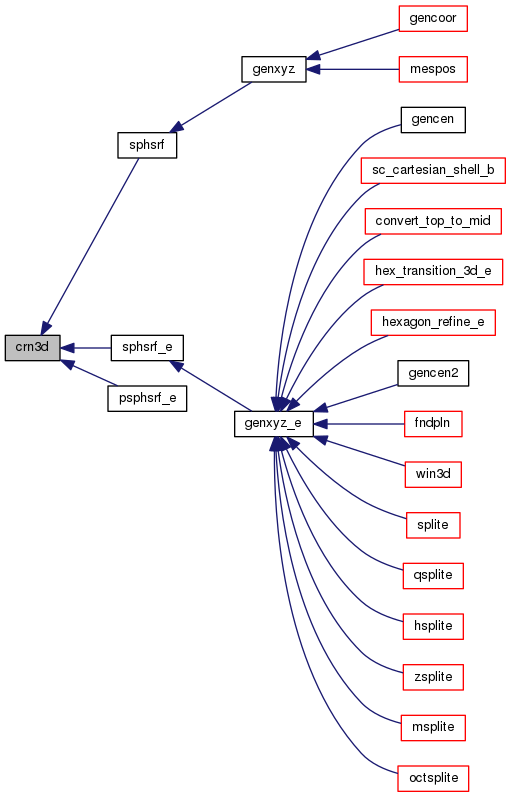 gencoor
genxyz
mespos
gencen
sphsrf
sc_cartesian_shell_b
convert_top_to_mid
hex_transition_3d_e
hexagon_refine_e
crn3d
sphsrf_e
gencen2
psphsrf_e
genxyz_e
fndpln
win3d
splite
qsplite
hsplite
zsplite
msplite
octsplite